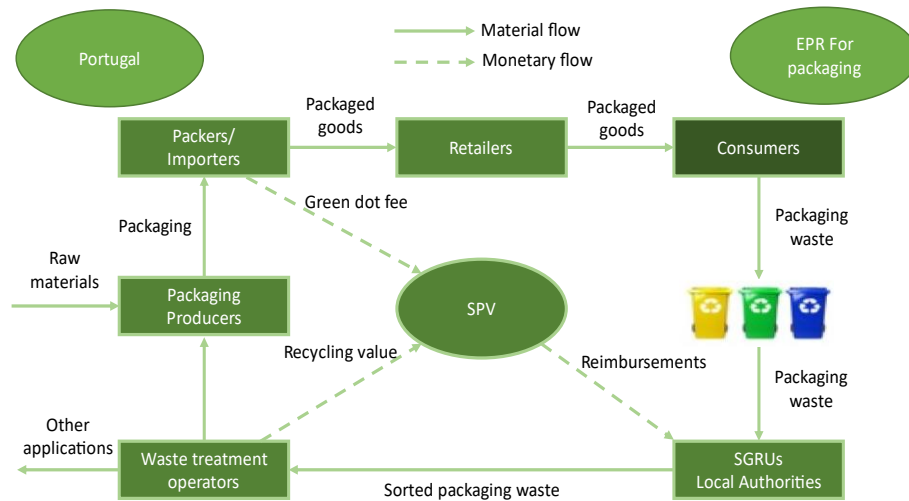 Portugal
Material flow
Monetary flow
EPR For
packaging
Packaged
goods
Packaged
goods
Packers/
Importers
Retailers
Consumers
Green dot fee
Packaging
Packaging
waste
Raw
materials
Packaging
Producers
SPV
Recycling value
Reimbursements
Packaging
waste
Other
applications
Waste treatment
operators
Sorted packaging waste
SGRUs
Local Authorities